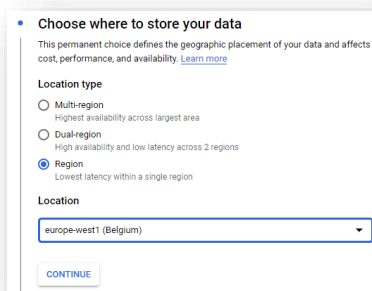 Choose where to store your data
This permanent choice defines the geographic placement of your data and affects
cost, performance, and availability. Learn more
Location type
Multi-region
Highest availability across largest area
Dual-region
High availability and low latency across 2 regions
Region
Lowest latency within a single region
Location
europe-west1 (Belgium)
CONTINUE